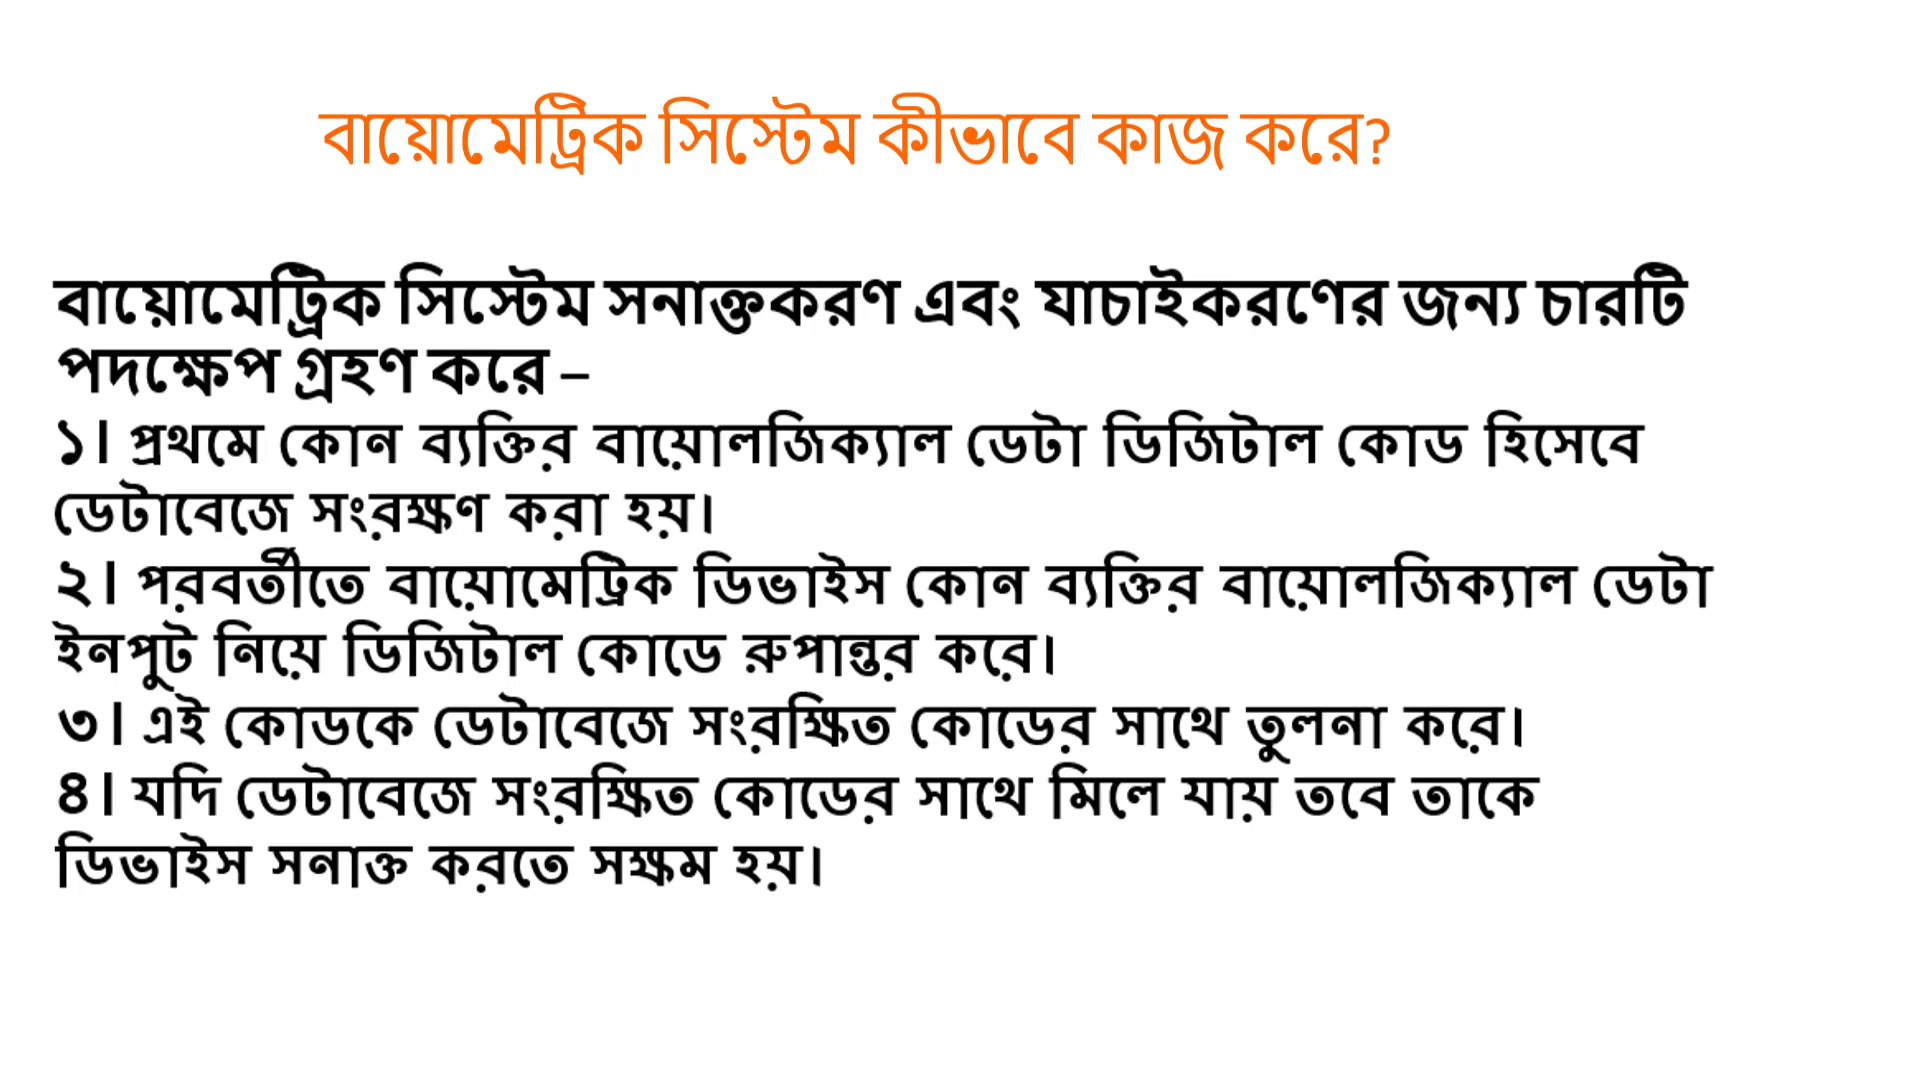 বায়োমেট্রিক সিস্টেম কীভাবে কাজ করে?
বায়োমেট্রিক সিস্টেম সনাক্তকরণ এবং যাচাইকরণের জন্য চারটি
পদক্ষেপ গ্রহণ করে –
১। প্রথমে কোন ব্যক্তির বায়োলজিক্যাল ডেটা ডিজিটাল কোড হিসেবে
ডেটাবেজে সংরক্ষণ করা হয়।
২। পরবর্তীতে বায়োমেট্রিক ডিভাইস কোন ব্যক্তির বায়োলজিক্যাল ডেটা
ইনপুট নিয়ে ডিজিটাল কোডে রুপান্তর করে।
৩। এই কোডকে ডেটাবেজে সংরক্ষিত কোডের সাথে তুলনা করে।
৪। যদি ডেটাবেজে সংরক্ষিত কোডের সাথে মিলে যায় তবে তাকে
ডিভাইস সনাক্ত করতে সক্ষম হয়।